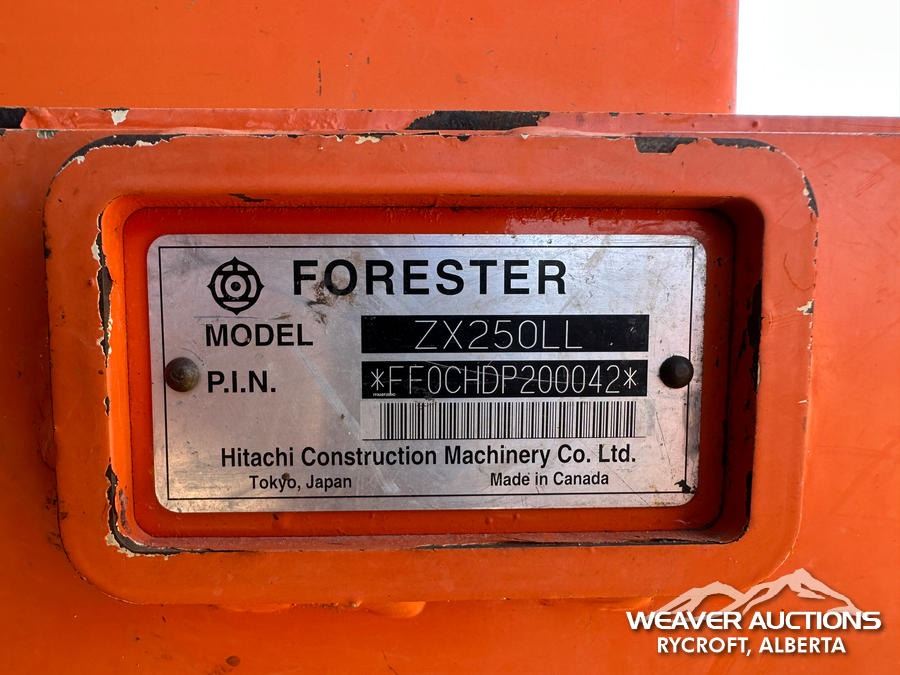 FORESTER
MODEL ZX250LL
P.I.N. *FF0CHDP200042*
Hitachi Construction Machinery Co. Ltd.
Tokyo, Japan Made in Canada
WEAVER AUCTIONS
RYCROFT, ALBERTA